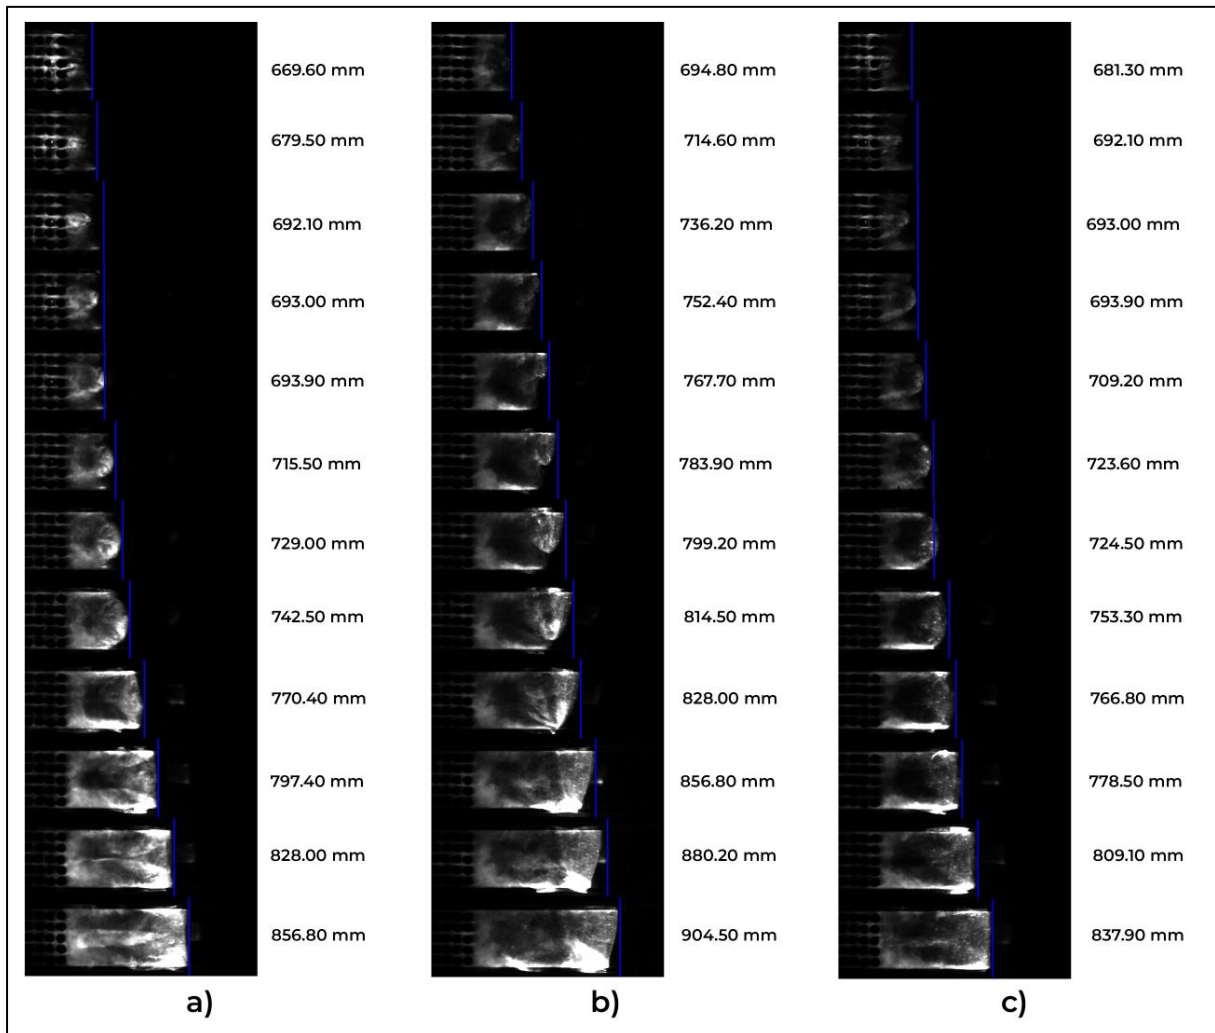 669.60 mm
679.50 mm
692.10 mm
693.00 mm
693.90 mm
715.50 mm
729.00 mm
742.50 mm
770.40 mm
797.40 mm
828.00 mm
856.80 mm
a)
694.80 mm
714.60 mm
736.20 mm
752.40 mm
767.70 mm
783.90 mm
799.20 mm
814.50 mm
828.00 mm
856.80 mm
880.20 mm
904.50 mm
b)
681.30 mm
692.10 mm
693.00 mm
693.90 mm
709.20 mm
723.60 mm
724.50 mm
753.30 mm
766.80 mm
778.50 mm
809.10 mm
837.90 mm
c)